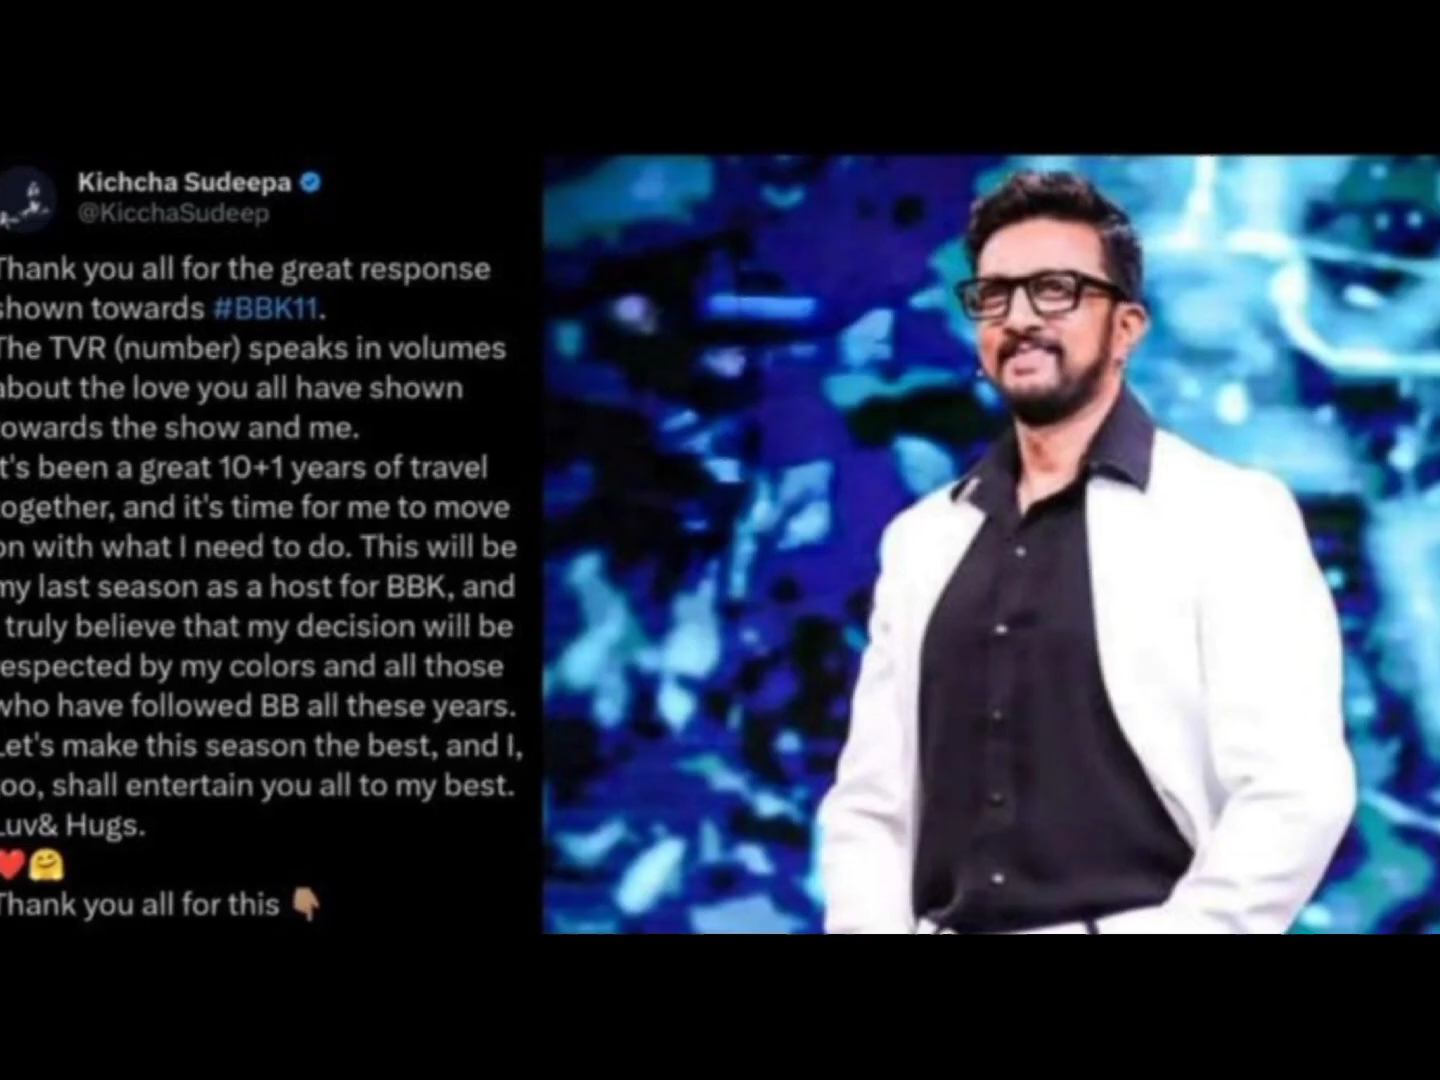 Kichcha Sudeepa
@KicchaSudeep
Thank you all for the great response
shown towards #BBK11.
The TVR (number) speaks in volumes
about the love you all have shown
towards the show and me.
It's been a great 10+1 years of travel
together, and it's time for me to move
on with what I need to do. This will be
my last season as a host for BBK, and
truly believe that my decision will be
respected by my colors and all those
who have followed BB all these years.
Let's make this season the best, and I,
too, shall entertain you all to my best.
Luv& Hugs.
❤️🤗
Thank you all for this 👇🏽